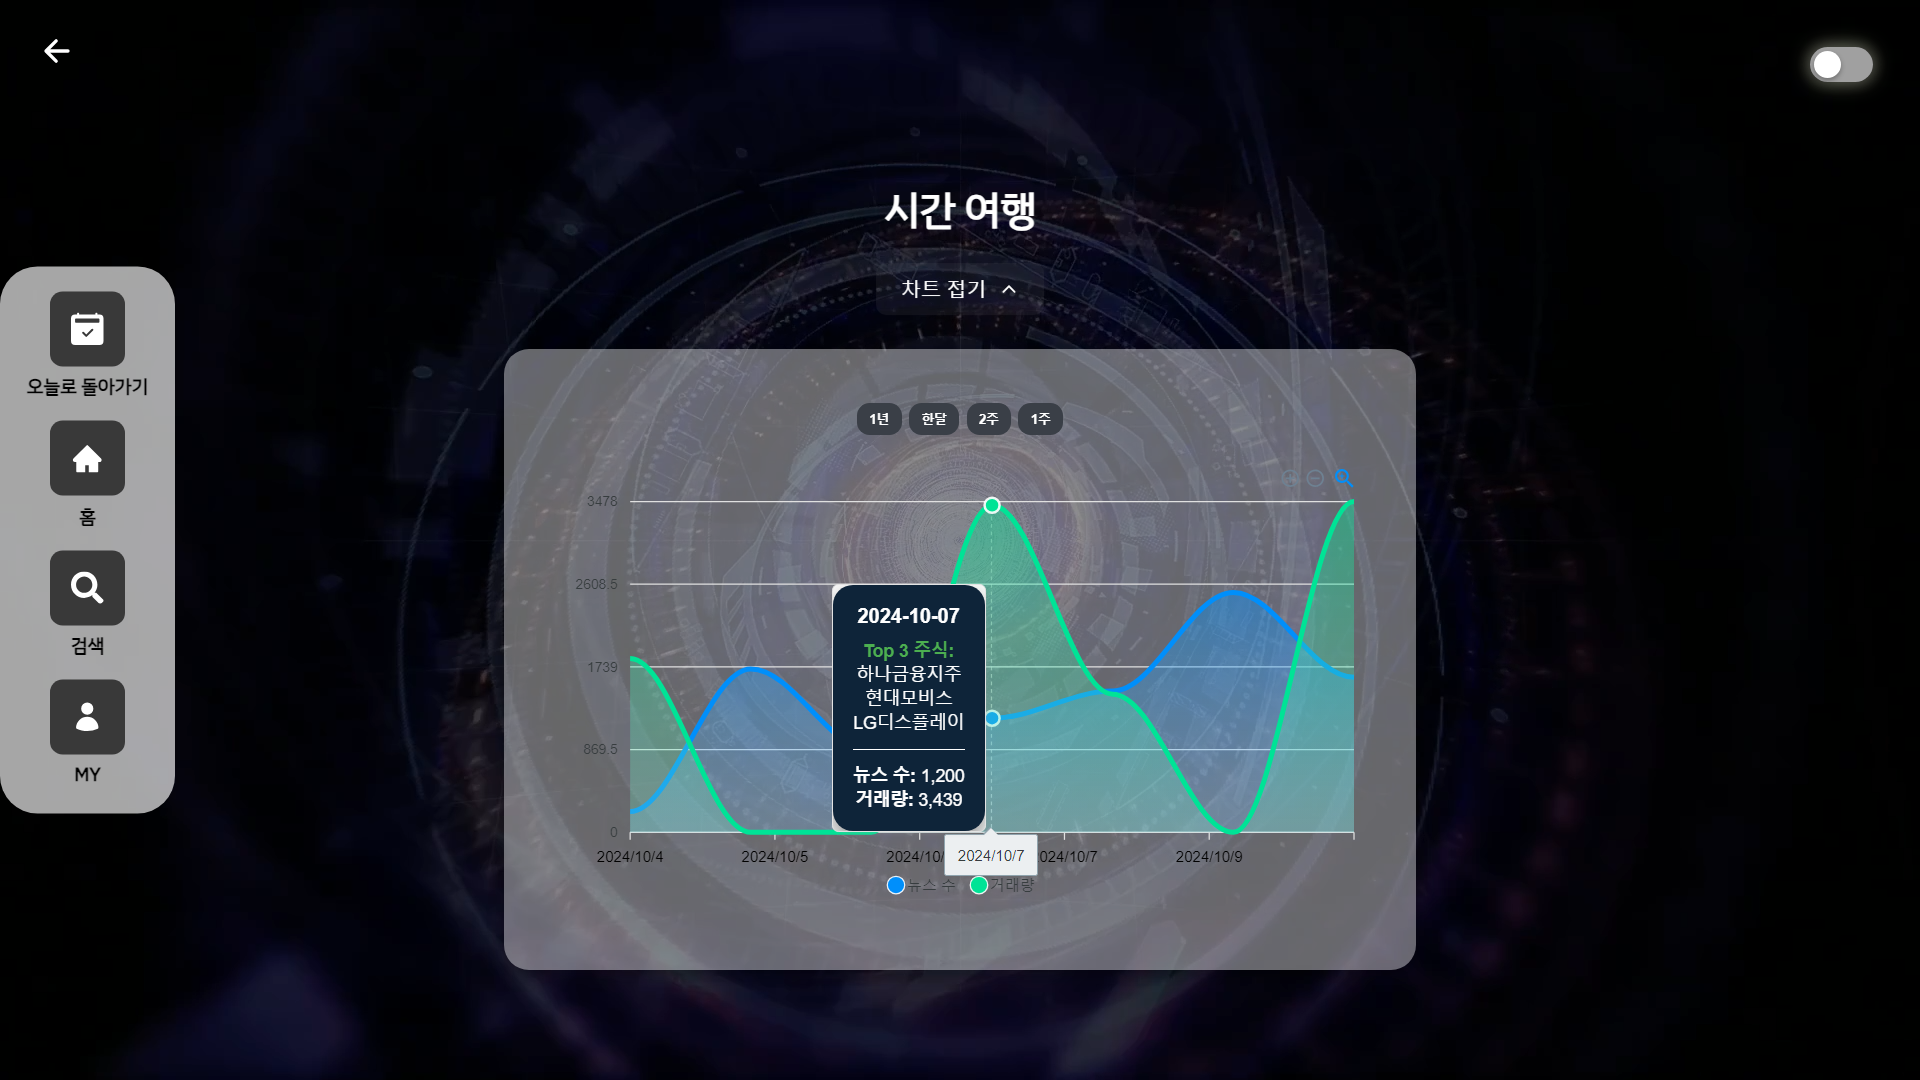 시간 여행
차트 접기
오늘로 돌아가기
홈
검색
MY
1년 한달 2주 1주
3478
2608.5
1739
869.5
0
2024-10-07
Top 3 주식:
하나금융지주
현대모비스
LG디스플레이
뉴스 수: 1,200
거래량: 3,439
2024/10/4 2024/10/5 2024/10/ 2024/10/7 024/10/7 2024/10/9
뉴스 수 거래량